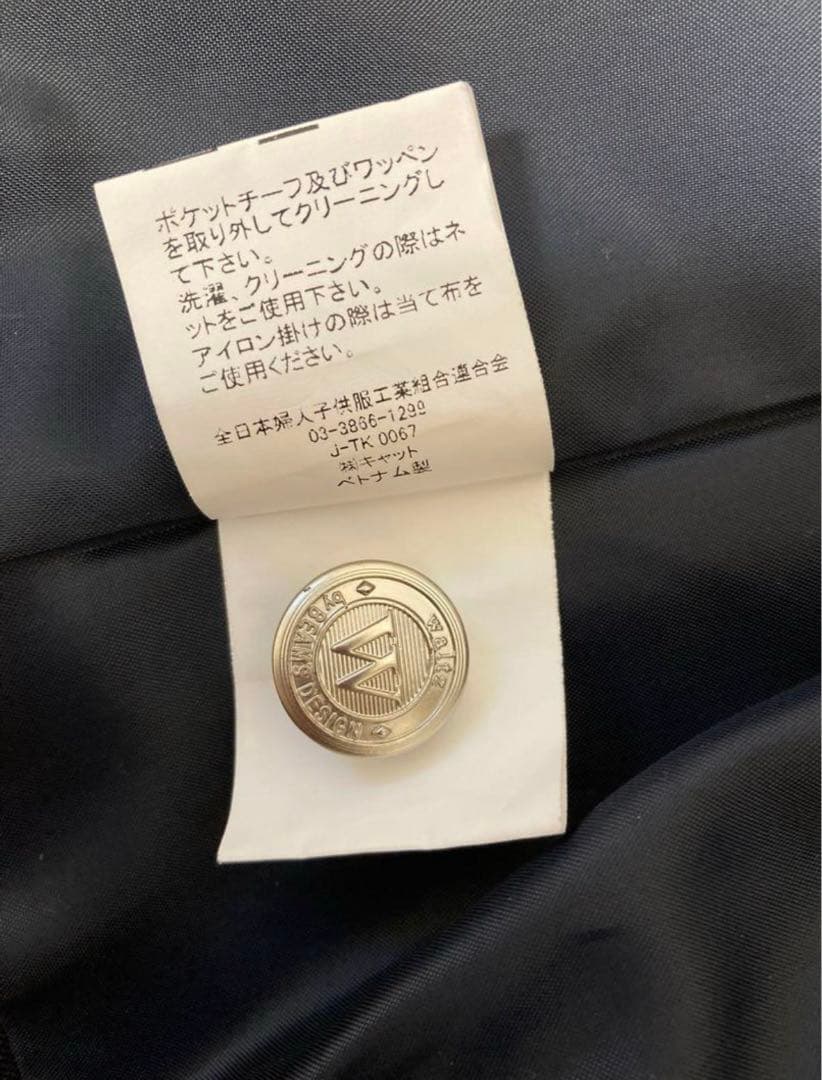 ポケットチーフ及びワッペン
を取り外してクリーニングし
て下さい。
洗濯、クリーニングの際はネ
ットをご使用下さい。
アイロン掛けの際は当て布を
ご使用ください。
全日本婦人子供服工業組合連合会
03-3866-1299
j-TK 0067
㈱キャット
ベトナム製
waltz
W
by BEAMS DESIGN